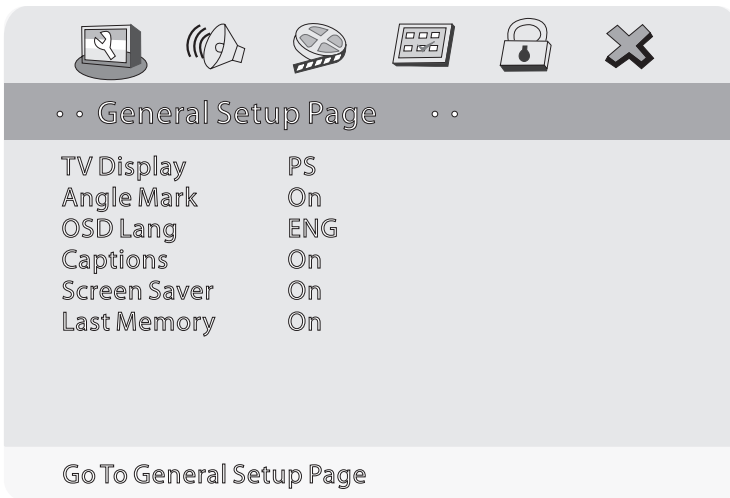 General Setup Page
TV Display PS
Angle Mark On
OSD Lang ENG
Captions On
Screen Saver On
Last Memory On
Go To General Setup Page